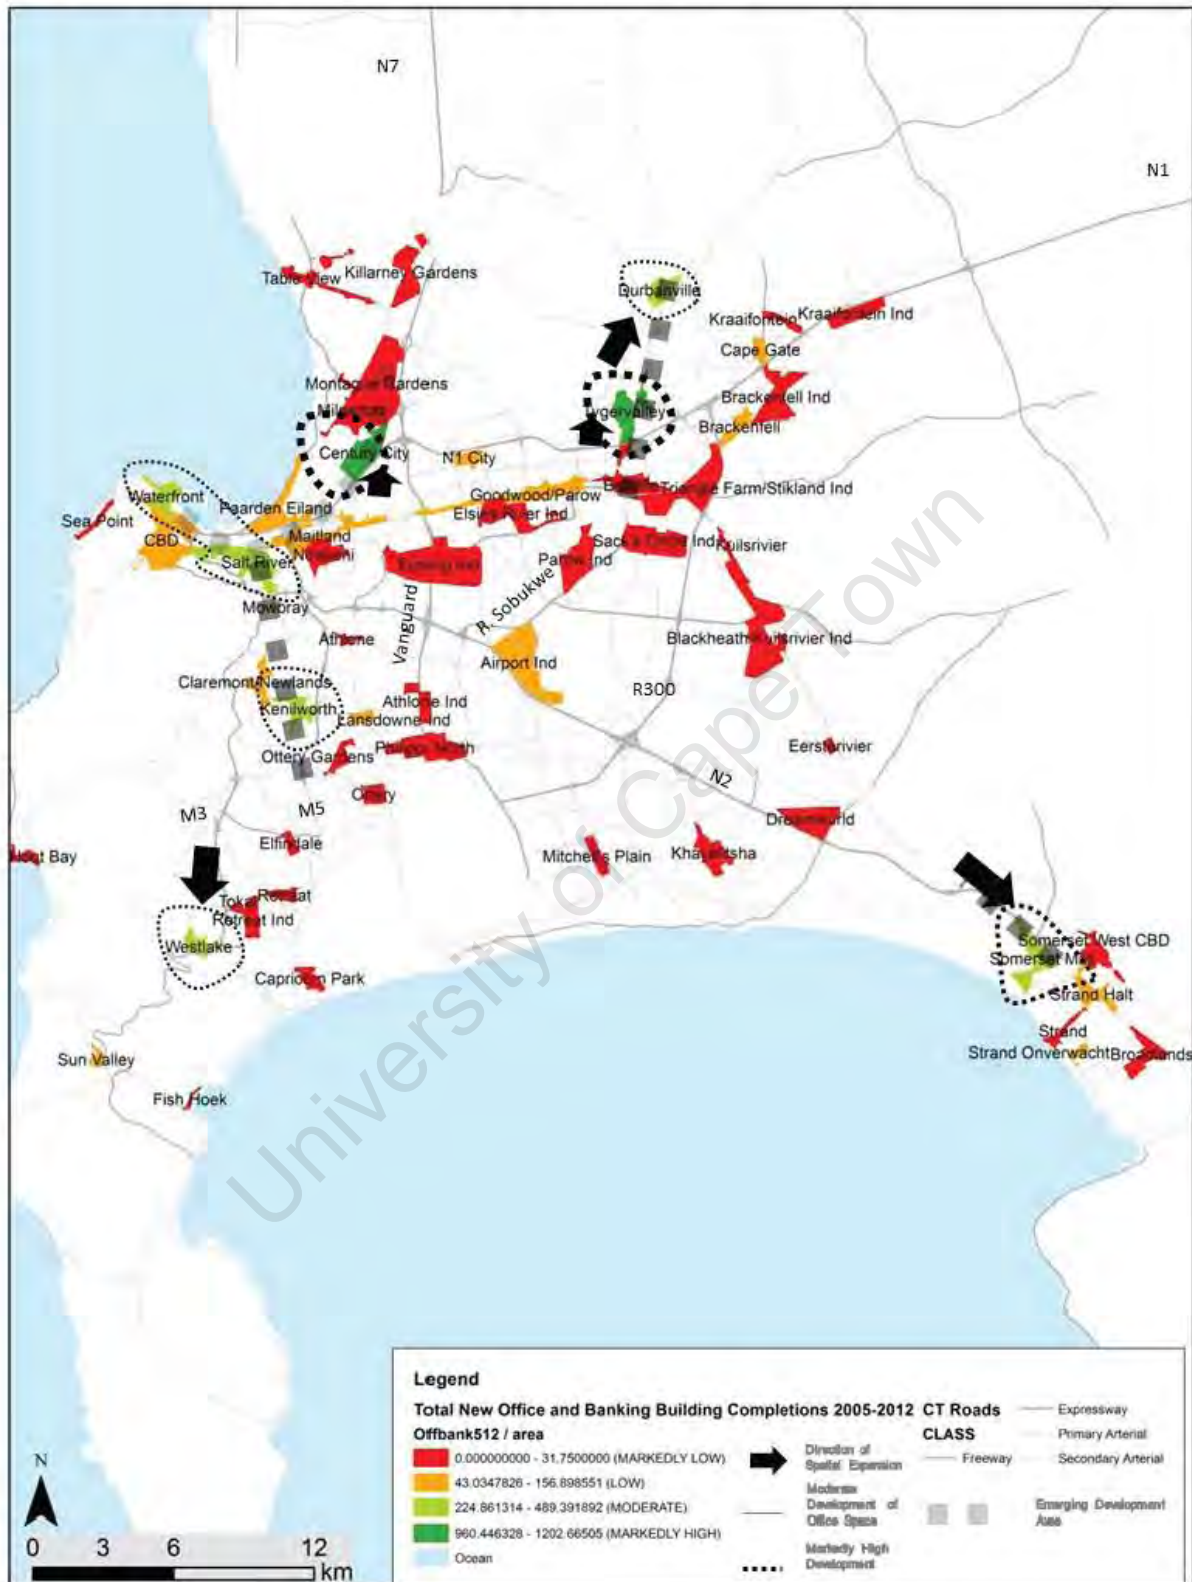 N7
N1
Table View
Killarney Gardens
Durbanville
Kraaifontein
Kraaifontein Ind
Cape Gate
Montague Gardens
Brackenfell Ind
Milnerton
Tygervalley
Brackenfell
Century City
N1 City
Waterfront
Goodwood/Parow
Triangle Farm/Stikland Ind
Paarden Eiland
Elsies River Ind
Sea Point
CBD
Maitland
Sack's Circle Ind
Kuilsrivier
Salt River
Ndabeni
Epping Ind
Parow Ind
Mowbray
Vanguard
R. Sobukwe
Athlone
Blackheath/Kuilsrivier Ind
Airport Ind
Claremont/Newlands
R300
Kenilworth
Athlone Ind
Lansdowne Ind
Ottery Gardens
Philippi North
Eersterivier
N2
Ottery
M3
M5
Dreamworld
Elfindale
Hout Bay
Mitchell's Plain
Khayelitsha
Tokai
Retreat
Retreat Ind
Westlake
Somerset West CBD
Somerset Mall
Capricorn Park
Strand Halt
Strand
Sun Valley
Strand Onverwacht
Broadlands
Fish Hoek
University of Cape Town
Legend
Total New Office and Banking Building Completions 2005-2012
Offbank512 / area
0.000000000 - 31.7500000 (MARKEDLY LOW)
43.0347826 - 156.898551 (LOW)
224.861314 - 489.391892 (MODERATE)
960.446328 - 1202.66505 (MARKEDLY HIGH)
Ocean
Direction of
Spatial Expansion
Moderate
Development of
Office Space
Markedly High
Development
CT Roads
CLASS
Freeway
Expressway
Primary Arterial
Secondary Arterial
Emerging Development
Area
N
0 3 6 12
km